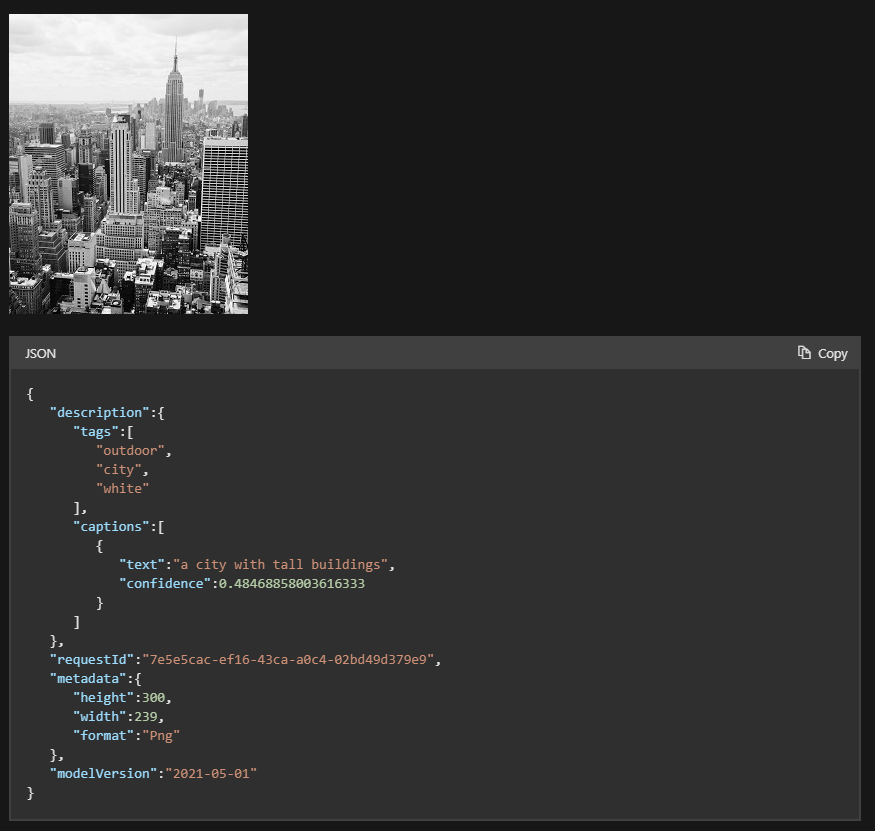 JSON
Copy
{
"description":{
"tags":[
"outdoor",
"city",
"white"
],
"captions":[
{
"text":"a city with tall buildings",
"confidence":0.48468858003616333
}
]
},
"requestId":"7e5e5cac-ef16-43ca-a0c4-02bd49d379e9",
"metadata":{
"height":300,
"width":239,
"format":"Png"
},
"modelVersion":"2021-05-01"
}